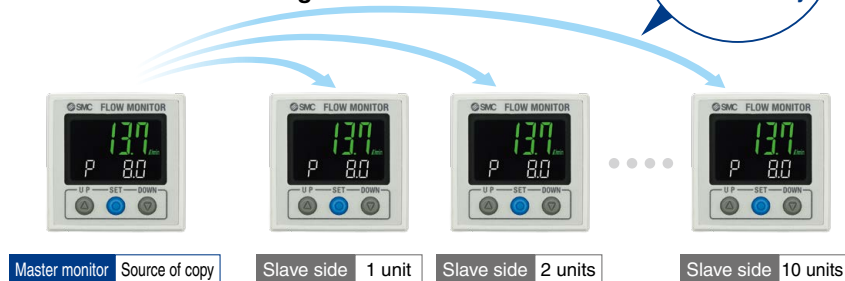 SMC FLOW MONITOR
13.7
P 8.0
UP SET DOWN
Master monitor Source of copy
SMC FLOW MONITOR
13.7
P 8.0
UP SET DOWN
Slave side 1 unit
SMC FLOW MONITOR
13.7
P 8.0
UP SET DOWN
Slave side 2 units
SMC FLOW MONITOR
13.7
P 8.0
UP SET DOWN
Slave side 10 units